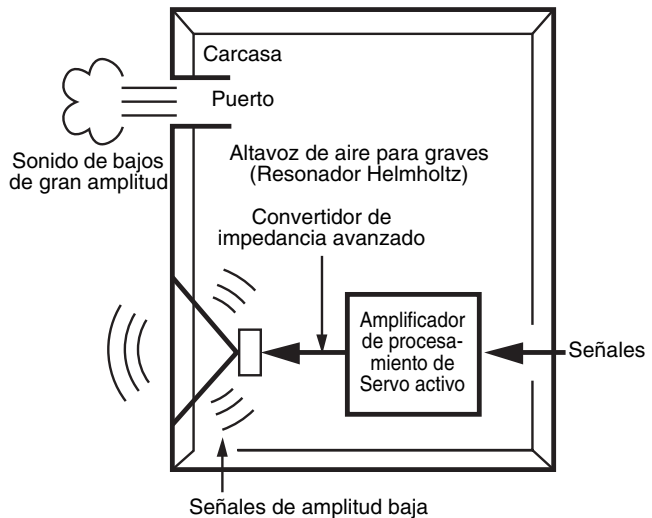 Carcasa
Puerto
Sonido de bajos
de gran amplitud
Altavoz de aire para graves
(Resonador Helmholtz)
Convertidor de
impedancia avanzado
Amplificador
de procesa-
miento de
Servo activo
Señales
Señales de amplitud baja